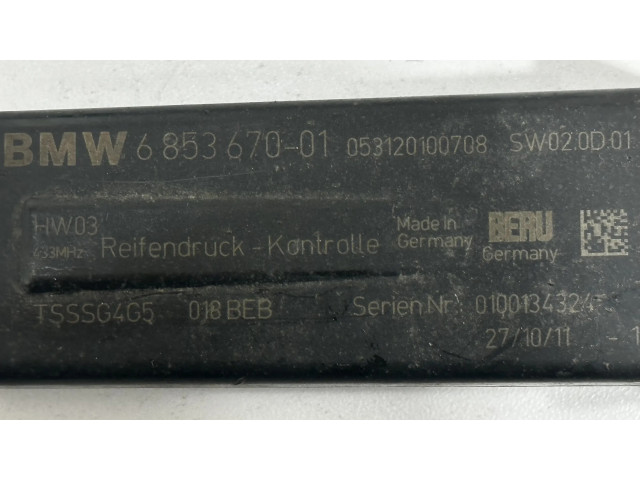 BMW 6 853 670-01 053120100708 SW02.0D.01
HW03
433MHz Reifendruck - Kontrolle
Made In
Germany
BERU
Germany
TSSSG4G5 018 BEB Serien.Nr. 0100134324
27/10/11